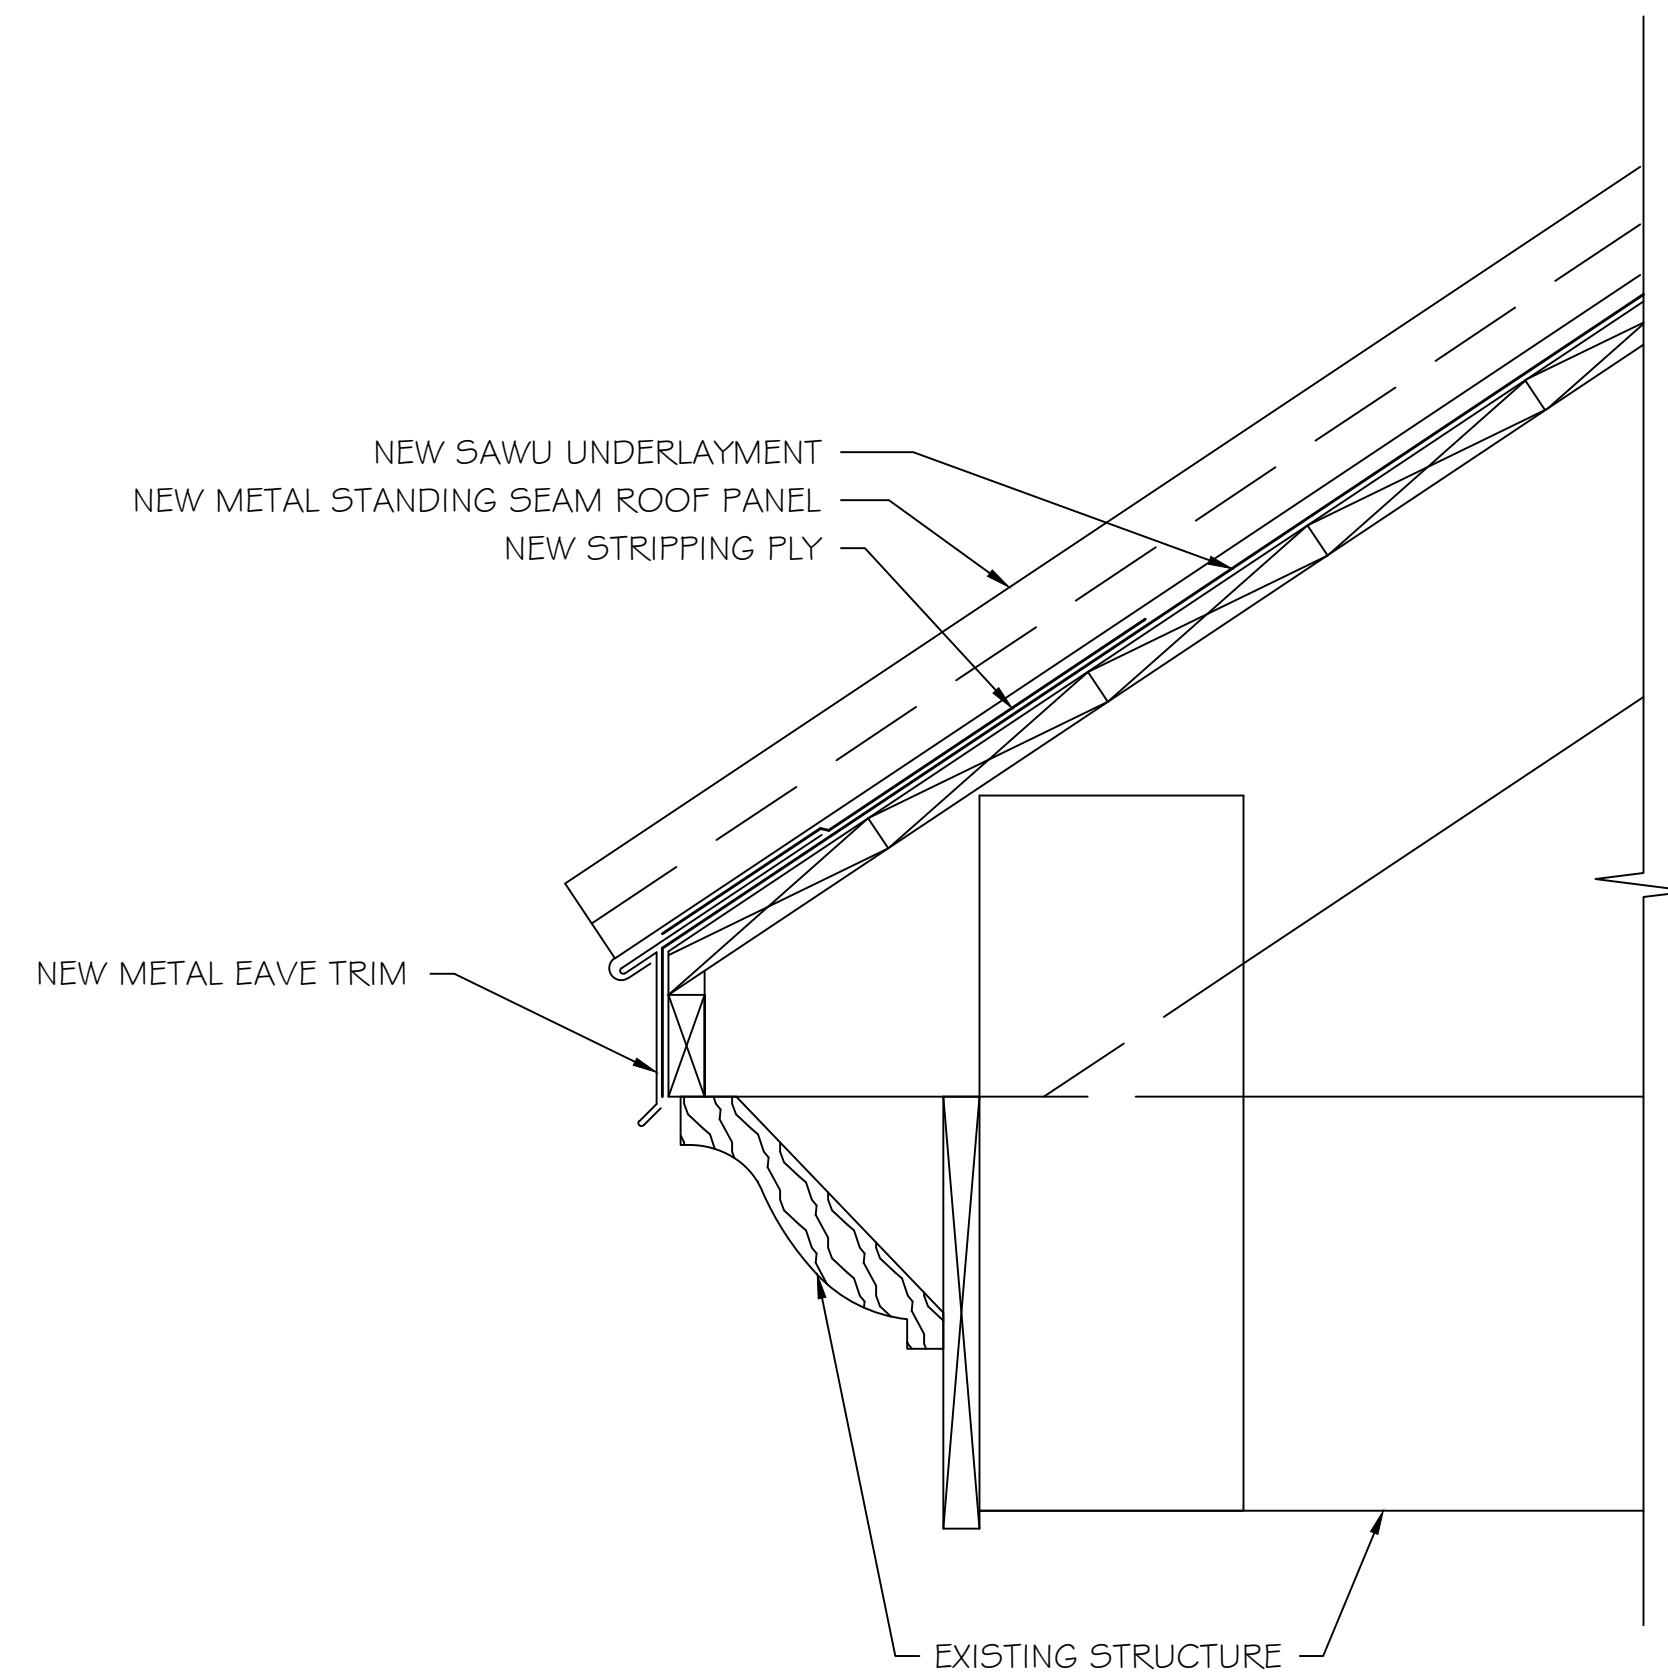 NEW SAWU UNDERLAYMENT
NEW METAL STANDING SEAM ROOF PANEL
NEW STRIPPING PLY
NEW METAL EAVE TRIM
EXISTING STRUCTURE